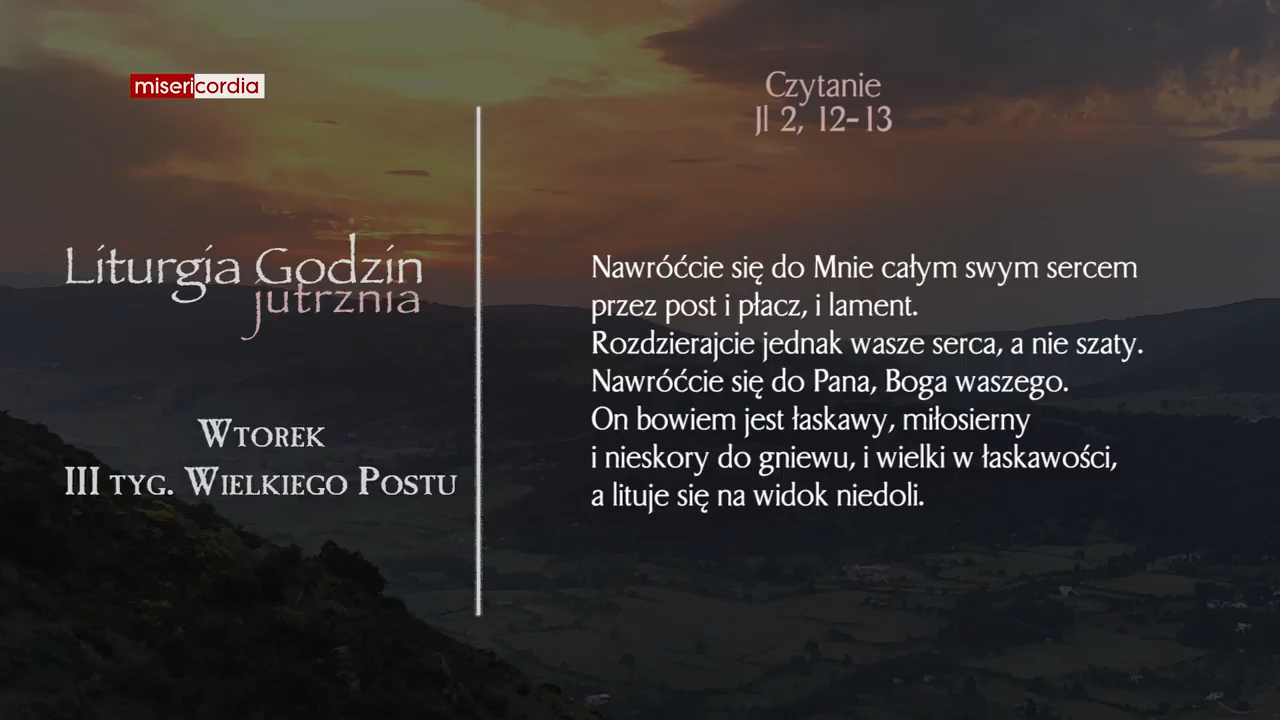 misericordia
Liturgia Godzin
jutrznia
Wtorek
III tyg. Wielkiego Postu
Czytanie
Jl 2, 12-13
Nawróćcie się do Mnie całym swym sercem
przez post i płacz, i lament.
Rozdzierajcie jednak wasze serca, a nie szaty.
Nawróćcie się do Pana, Boga waszego.
On bowiem jest łaskawy, miłosierny
i nieskory do gniewu, i wielki w łaskawości,
a lituje się na widok niedoli.